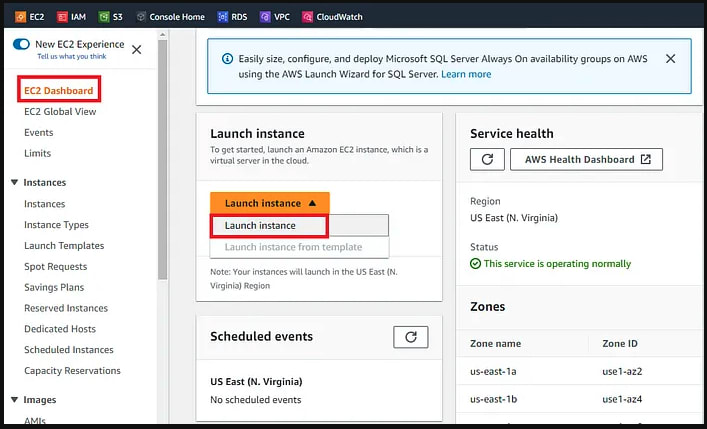 EC2
IAM
S3
Console Home
RDS
VPC
CloudWatch
New EC2 Experience
Tell us what you think
EC2 Dashboard
EC2 Global View
Events
Limits
Instances
Instances
Instance Types
Launch Templates
Spot Requests
Savings Plans
Reserved Instances
Dedicated Hosts
Scheduled Instances
Capacity Reservations
Images
AMIs
Easily size, configure, and deploy Microsoft SQL Server Always On availability groups on AWS
using the AWS Launch Wizard for SQL Server. Learn more
Launch instance
To get started, launch an Amazon EC2 instance, which is a
virtual server in the cloud.
Launch instance
Launch instance
Launch instance from template
Note: Your instances will launch in the US East (N.
Virginia) Region
Scheduled events
US East (N. Virginia)
No scheduled events
Service health
AWS Health Dashboard
Region
US East (N. Virginia)
Status
This service is operating normally
Zones
Zone name
Zone ID
us-east-1a
use1-az2
us-east-1b
use1-az4